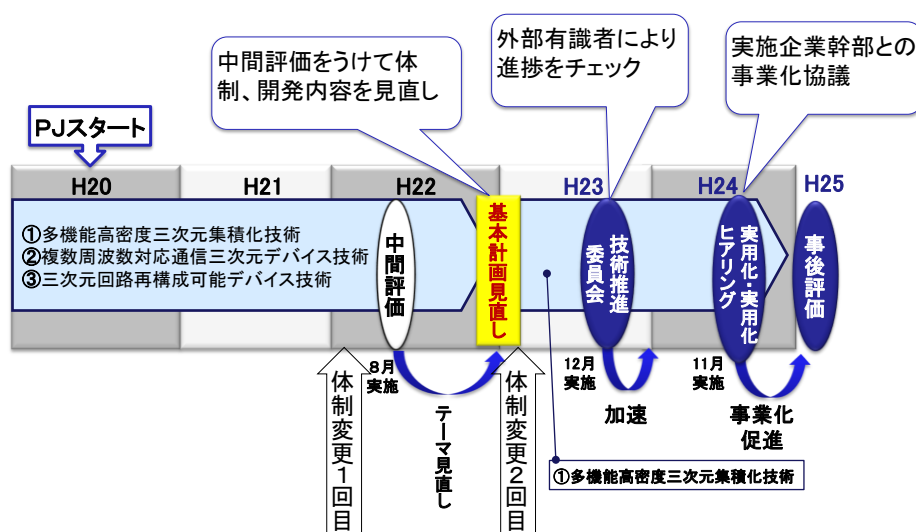 中間評価をうけて体
制、開発内容を見直し
外部有識者により
進捗をチェック
実施企業幹部との
事業化協議
PJスタート
H20
H21
H22
H23
H24
H25
①多機能高密度三次元集積化技術
②複数周波数対応通信三次元デバイス技術
③三次元回路再構成可能デバイス技術
中間評価
基本計画見直し
技術推進
委員会
実用化・実用化
ヒアリング
事後評価
8月
実施
12月
実施
11月
実施
体制変更1回目
テーマ見直し
体制変更2回目
加速
事業化
促進
①多機能高密度三次元集積化技術